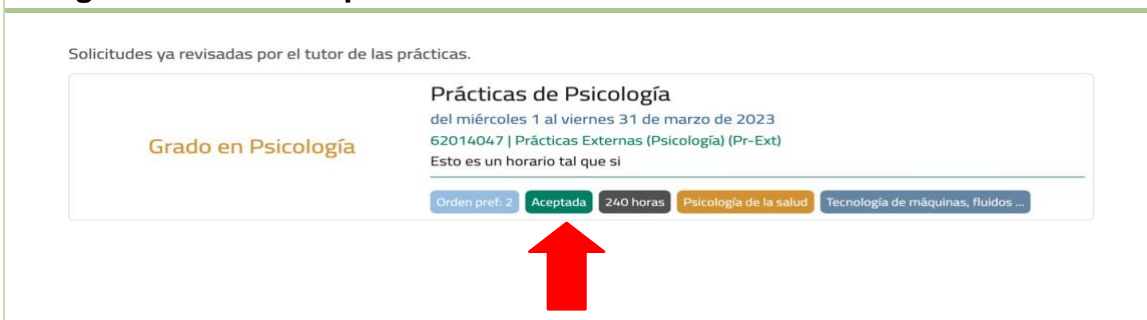 Solicitudes ya revisadas por el tutor de las prácticas.
Grado en Psicología
Prácticas de Psicología
del miércoles 1 al viernes 31 de marzo de 2023
62014047 | Prácticas Externas (Psicología) (Pr-Ext)
Esto es un horario tal que si
Orden pref: 2 Aceptada 240 horas Psicología de la salud Tecnología de máquinas, fluidos ...